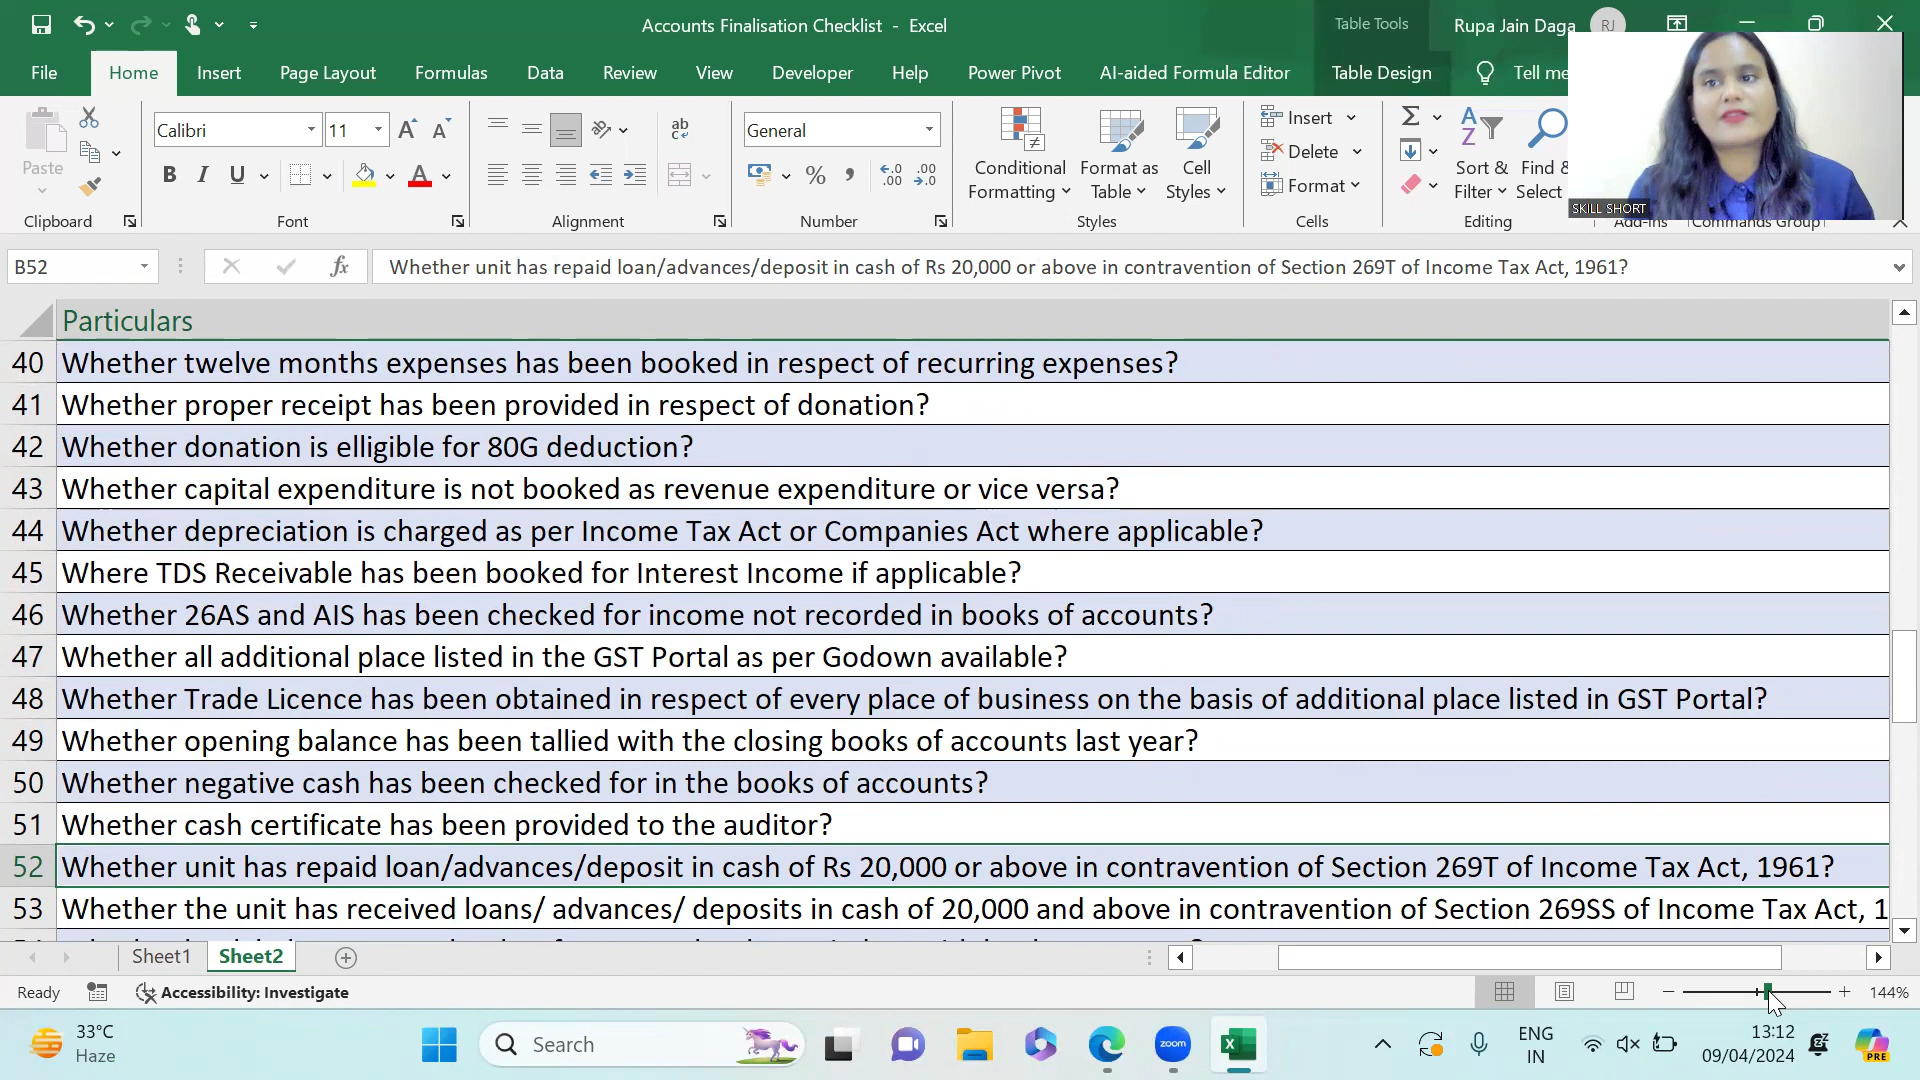 Accounts Finalisation Checklist - Excel
Table Tools
Rupa Jain Daga
RJ
File
Home
Insert
Page Layout
Formulas
Data
Review
View
Developer
Help
Power Pivot
AI-aided Formula Editor
Table Design
Tell me
Paste
Calibri
11
General
Conditional Formatting
Format as Table
Cell Styles
Insert
Delete
Format
Sort & Filter
Find & Select
Clipboard
Font
Alignment
Number
Styles
Cells
Editing
Add-ins
Commands Group
SKILL SHORT
B52
Whether unit has repaid loan/advances/deposit in cash of Rs 20,000 or above in contravention of Section 269T of Income Tax Act, 1961?
Particulars
40 Whether twelve months expenses has been booked in respect of recurring expenses?
41 Whether proper receipt has been provided in respect of donation?
42 Whether donation is elligible for 80G deduction?
43 Whether capital expenditure is not booked as revenue expenditure or vice versa?
44 Whether depreciation is charged as per Income Tax Act or Companies Act where applicable?
45 Where TDS Receivable has been booked for Interest Income if applicable?
46 Whether 26AS and AIS has been checked for income not recorded in books of accounts?
47 Whether all additional place listed in the GST Portal as per Godown available?
48 Whether Trade Licence has been obtained in respect of every place of business on the basis of additional place listed in GST Portal?
49 Whether opening balance has been tallied with the closing books of accounts last year?
50 Whether negative cash has been checked for in the books of accounts?
51 Whether cash certificate has been provided to the auditor?
52 Whether unit has repaid loan/advances/deposit in cash of Rs 20,000 or above in contravention of Section 269T of Income Tax Act, 1961?
53 Whether the unit has received loans/ advances/ deposits in cash of 20,000 and above in contravention of Section 269SS of Income Tax Act, 1
Sheet1
Sheet2
Ready
Accessibility: Investigate
144%
33°C
Haze
Search
zoom
ENG
IN
13:12
09/04/2024
PRE